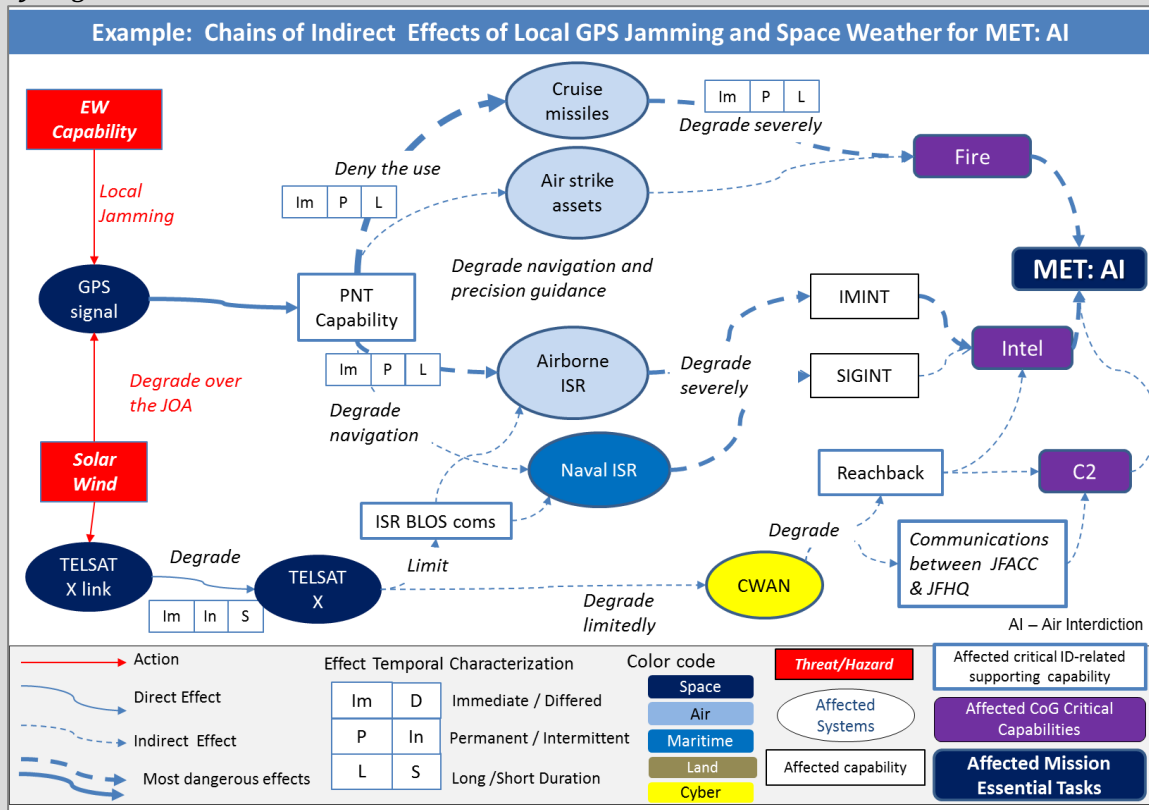 Example: Chains of Indirect Effects of Local GPS Jamming and Space Weather for MET: AI
EW
Capability
Local
Jamming
GPS
signal
Degrade over
the JOA
Solar
Wind
TELSAT
X link
Degrade
Im In S
TELSAT
X
Limit
ISR BLOS coms
Deny the use
Im P L
PNT
Capability
Im P L
Degrade
navigation
Cruise
missiles
Im P L
Degrade severely
Air strike
assets
Degrade navigation and
precision guidance
Airborne
ISR
Degrade
severely
Naval ISR
Fire
MET: AI
IMINT
SIGINT
Intel
Reachback
C2
Degrade
Communications
between JFACC
& JFHQ
CWAN
Degrade
limitedly
AI – Air Interdiction
Action
Direct Effect
Indirect Effect
Most dangerous effects
Effect Temporal Characterization
Im D Immediate / Differed
P In Permanent / Intermittent
L S Long /Short Duration
Color code
Space
Air
Maritime
Land
Cyber
Threat/Hazard
Affected
Systems
Affected capability
Affected critical ID-related
supporting capability
Affected CoG Critical
Capabilities
Affected Mission
Essential Tasks